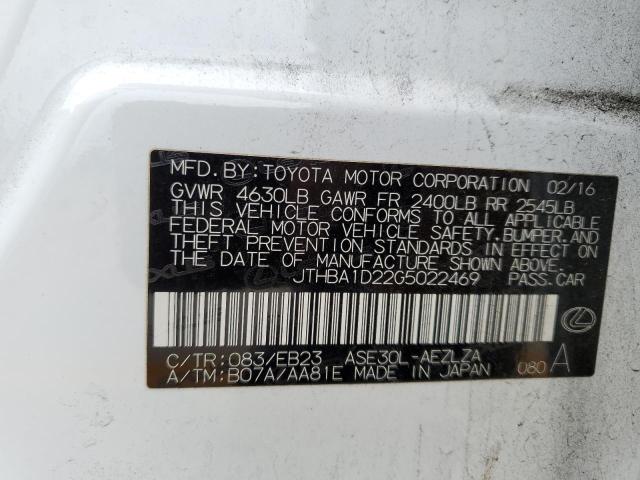 MFD. BY: TOYOTA MOTOR CORPORATION 02/16
GVWR 4630LB GAWR FR 2400LB RR 2545LB
THIS VEHICLE CONFORMS TO ALL APPLICABLE
FEDERAL MOTOR VEHICLE SAFETY, BUMPER, AND
THEFT PREVENTION STANDARDS IN EFFECT ON
THE DATE OF MANUFACTURE SHOWN ABOVE.
JTHBA1D22G5022469 PASS. CAR
C/TR: 083/EB23 ASE30L-AEZLZA
A/TM: B07A/AA81E MADE IN JAPAN 080 A